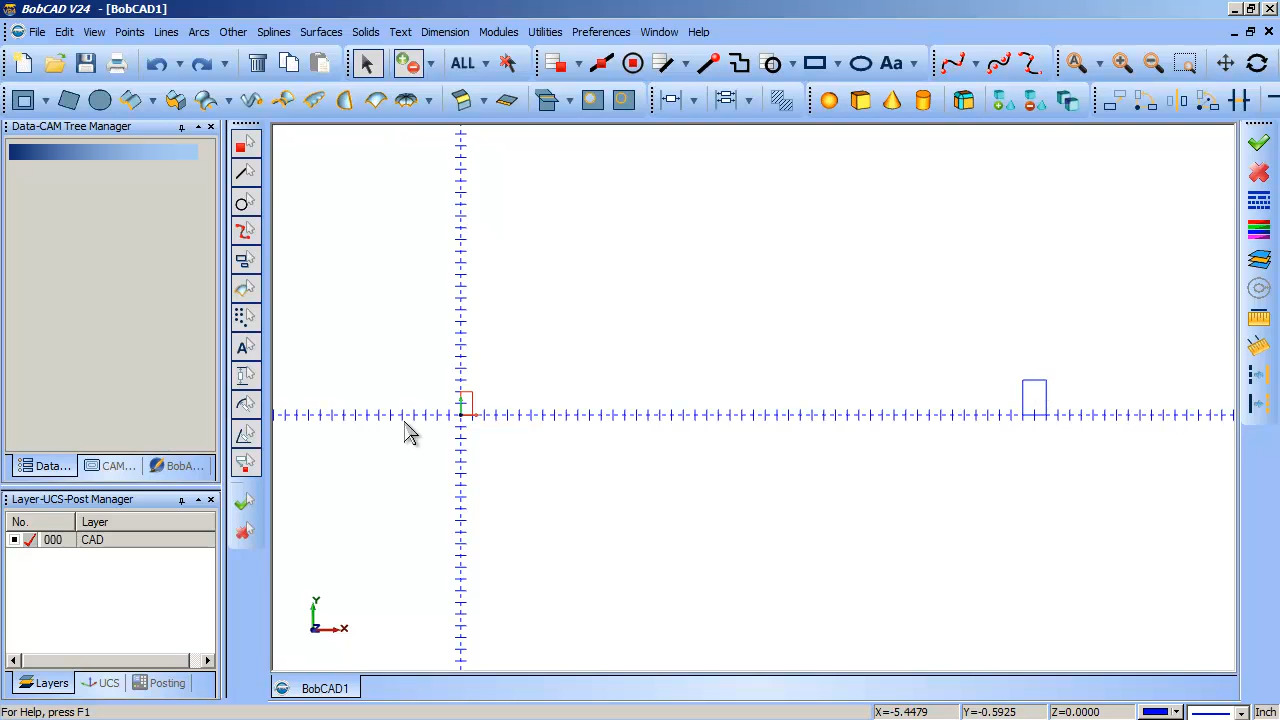 BobCAD V24 - [BobCAD1]
File Edit View Points Lines Arcs Other Splines Surfaces Solids Text Dimension Modules Utilities Preferences Window Help
ALL Aa
Data-CAM Tree Manager
A
Data... CAM... Bob...
Layer-UCS-Post Manager
No. Layer
000 CAD
Y
Z X
Layers UCS Posting
BobCAD1
For Help, press F1 X=-5.4479 Y=-0.5925 Z=0.0000 Inch